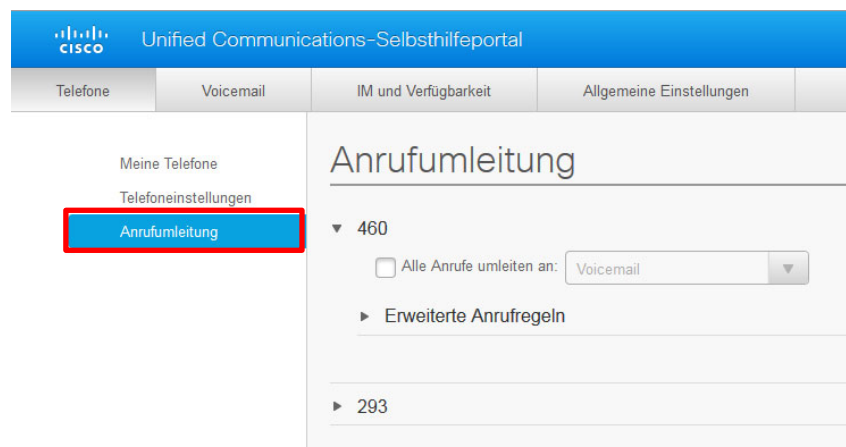 cisco Unified Communications-Selbsthilfeportal
Telefone Voicemail IM und Verfügbarkeit Allgemeine Einstellungen
Meine Telefone
Telefoneinstellungen
Anrufumleitung
Anrufumleitung
460
Alle Anrufe umleiten an: Voicemail
Erweiterte Anrufregeln
293